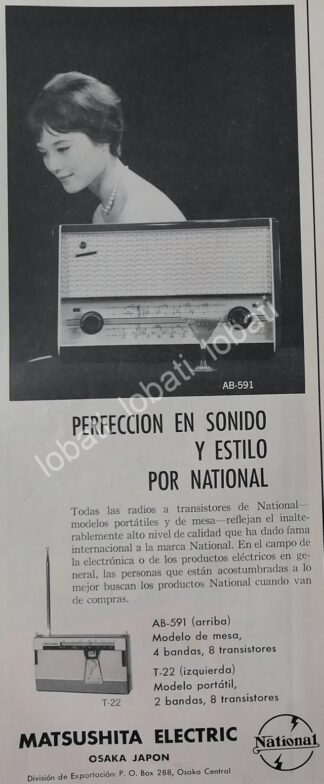 AB-591
PERFECCION EN SONIDO
Y ESTILO
POR NATIONAL
lobati_lobati_lobati
Todas las radios a transistores de National—
modelos portátiles y de mesa—reflejan el inalte-
rablemente alto nivel de calidad que ha dado fama
internacional a la marca National. En el campo de
la electrónica o de los productos eléctricos en ge-
neral, las personas que están acostumbradas a lo
mejor buscan los productos National cuando van
de compras.
AB-591 (arriba)
Modelo de mesa,
4 bandas, 8 transistores
T-22 (izquierda)
Modelo portátil,
2 bandas, 8 transistores
T-22
MATSUSHITA ELECTRIC
OSAKA JAPON
National
División de Exportación: P. O. Box 288, Osaka Central